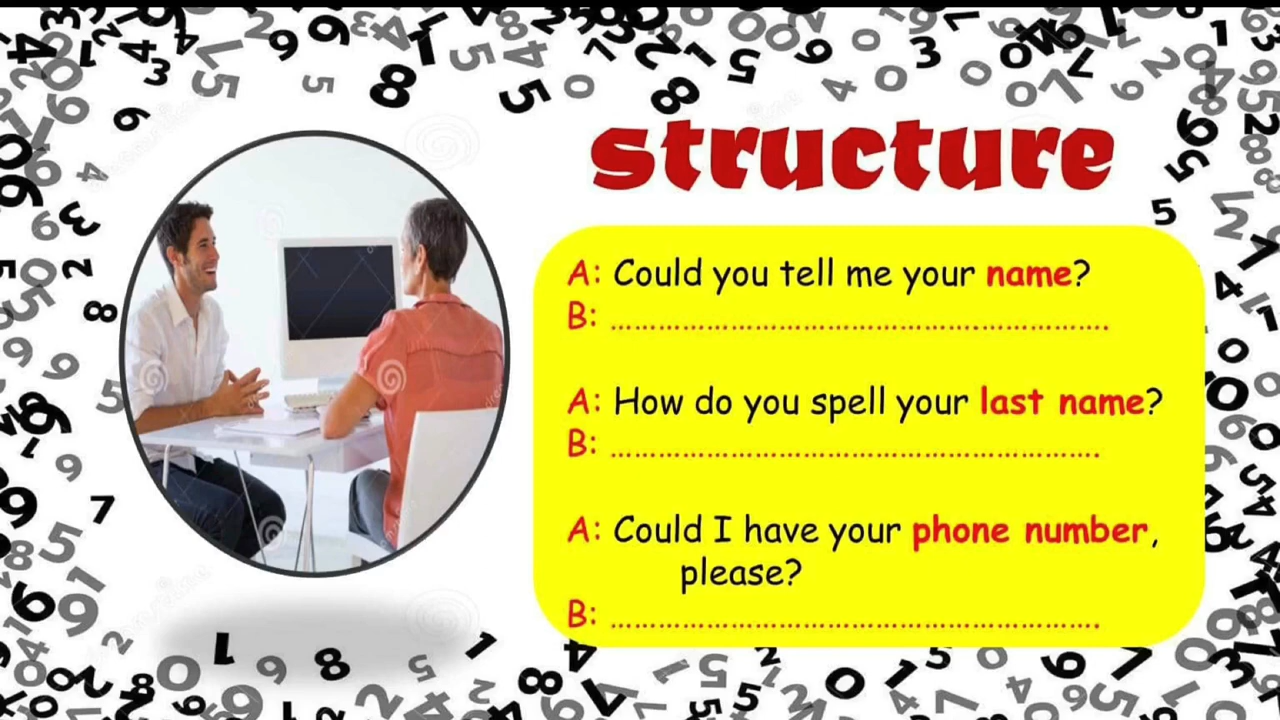 structure
A: Could you tell me your name?
B: ……………………………………………………….
A: How do you spell your last name?
B: …………………………………………………….
A: Could I have your phone number,
please?
B: …………………………………………………….